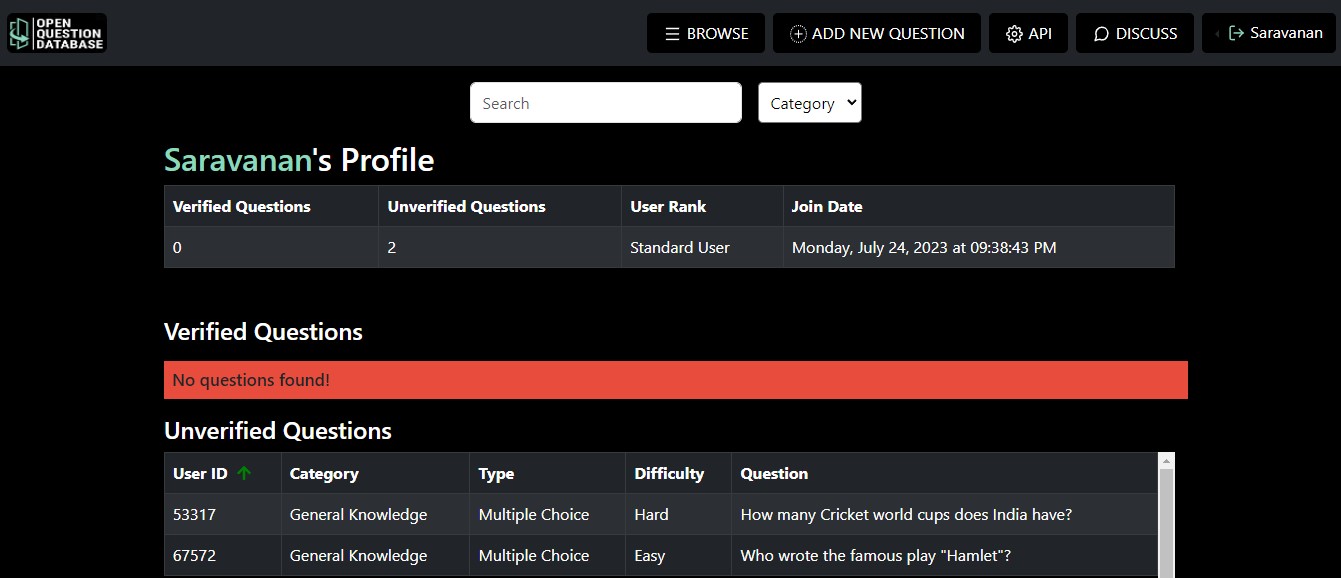 OPEN
QUESTION
DATABASE
BROWSE ADD NEW QUESTION API DISCUSS Saravanan
Search Category
Saravanan's Profile
Verified Questions Unverified Questions User Rank Join Date
0 2 Standard User Monday, July 24, 2023 at 09:38:43 PM
Verified Questions
No questions found!
Unverified Questions
User ID Category Type Difficulty Question
53317 General Knowledge Multiple Choice Hard How many Cricket world cups does India have?
67572 General Knowledge Multiple Choice Easy Who wrote the famous play "Hamlet"?